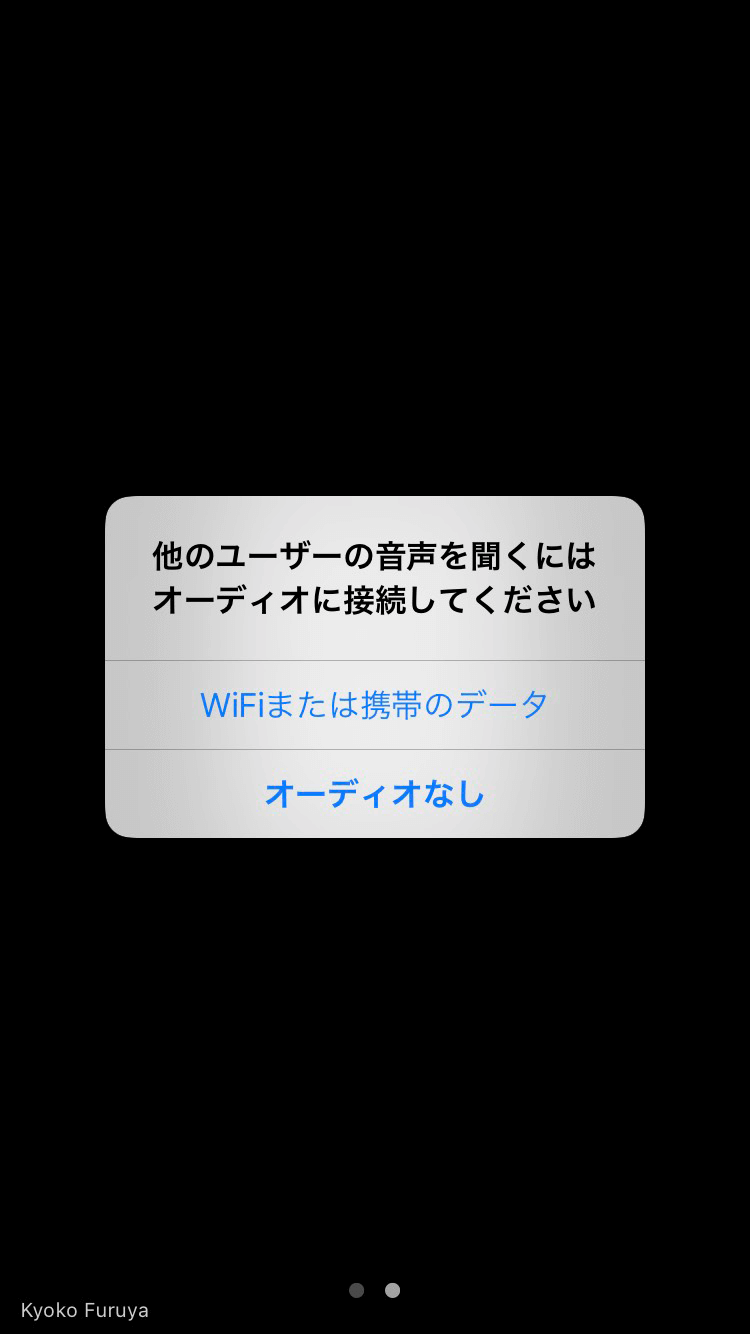 他のユーザーの音声を聞くには
オーディオに接続してください
WiFiまたは携帯のデータ
オーディオなし
Kyoko Furuya